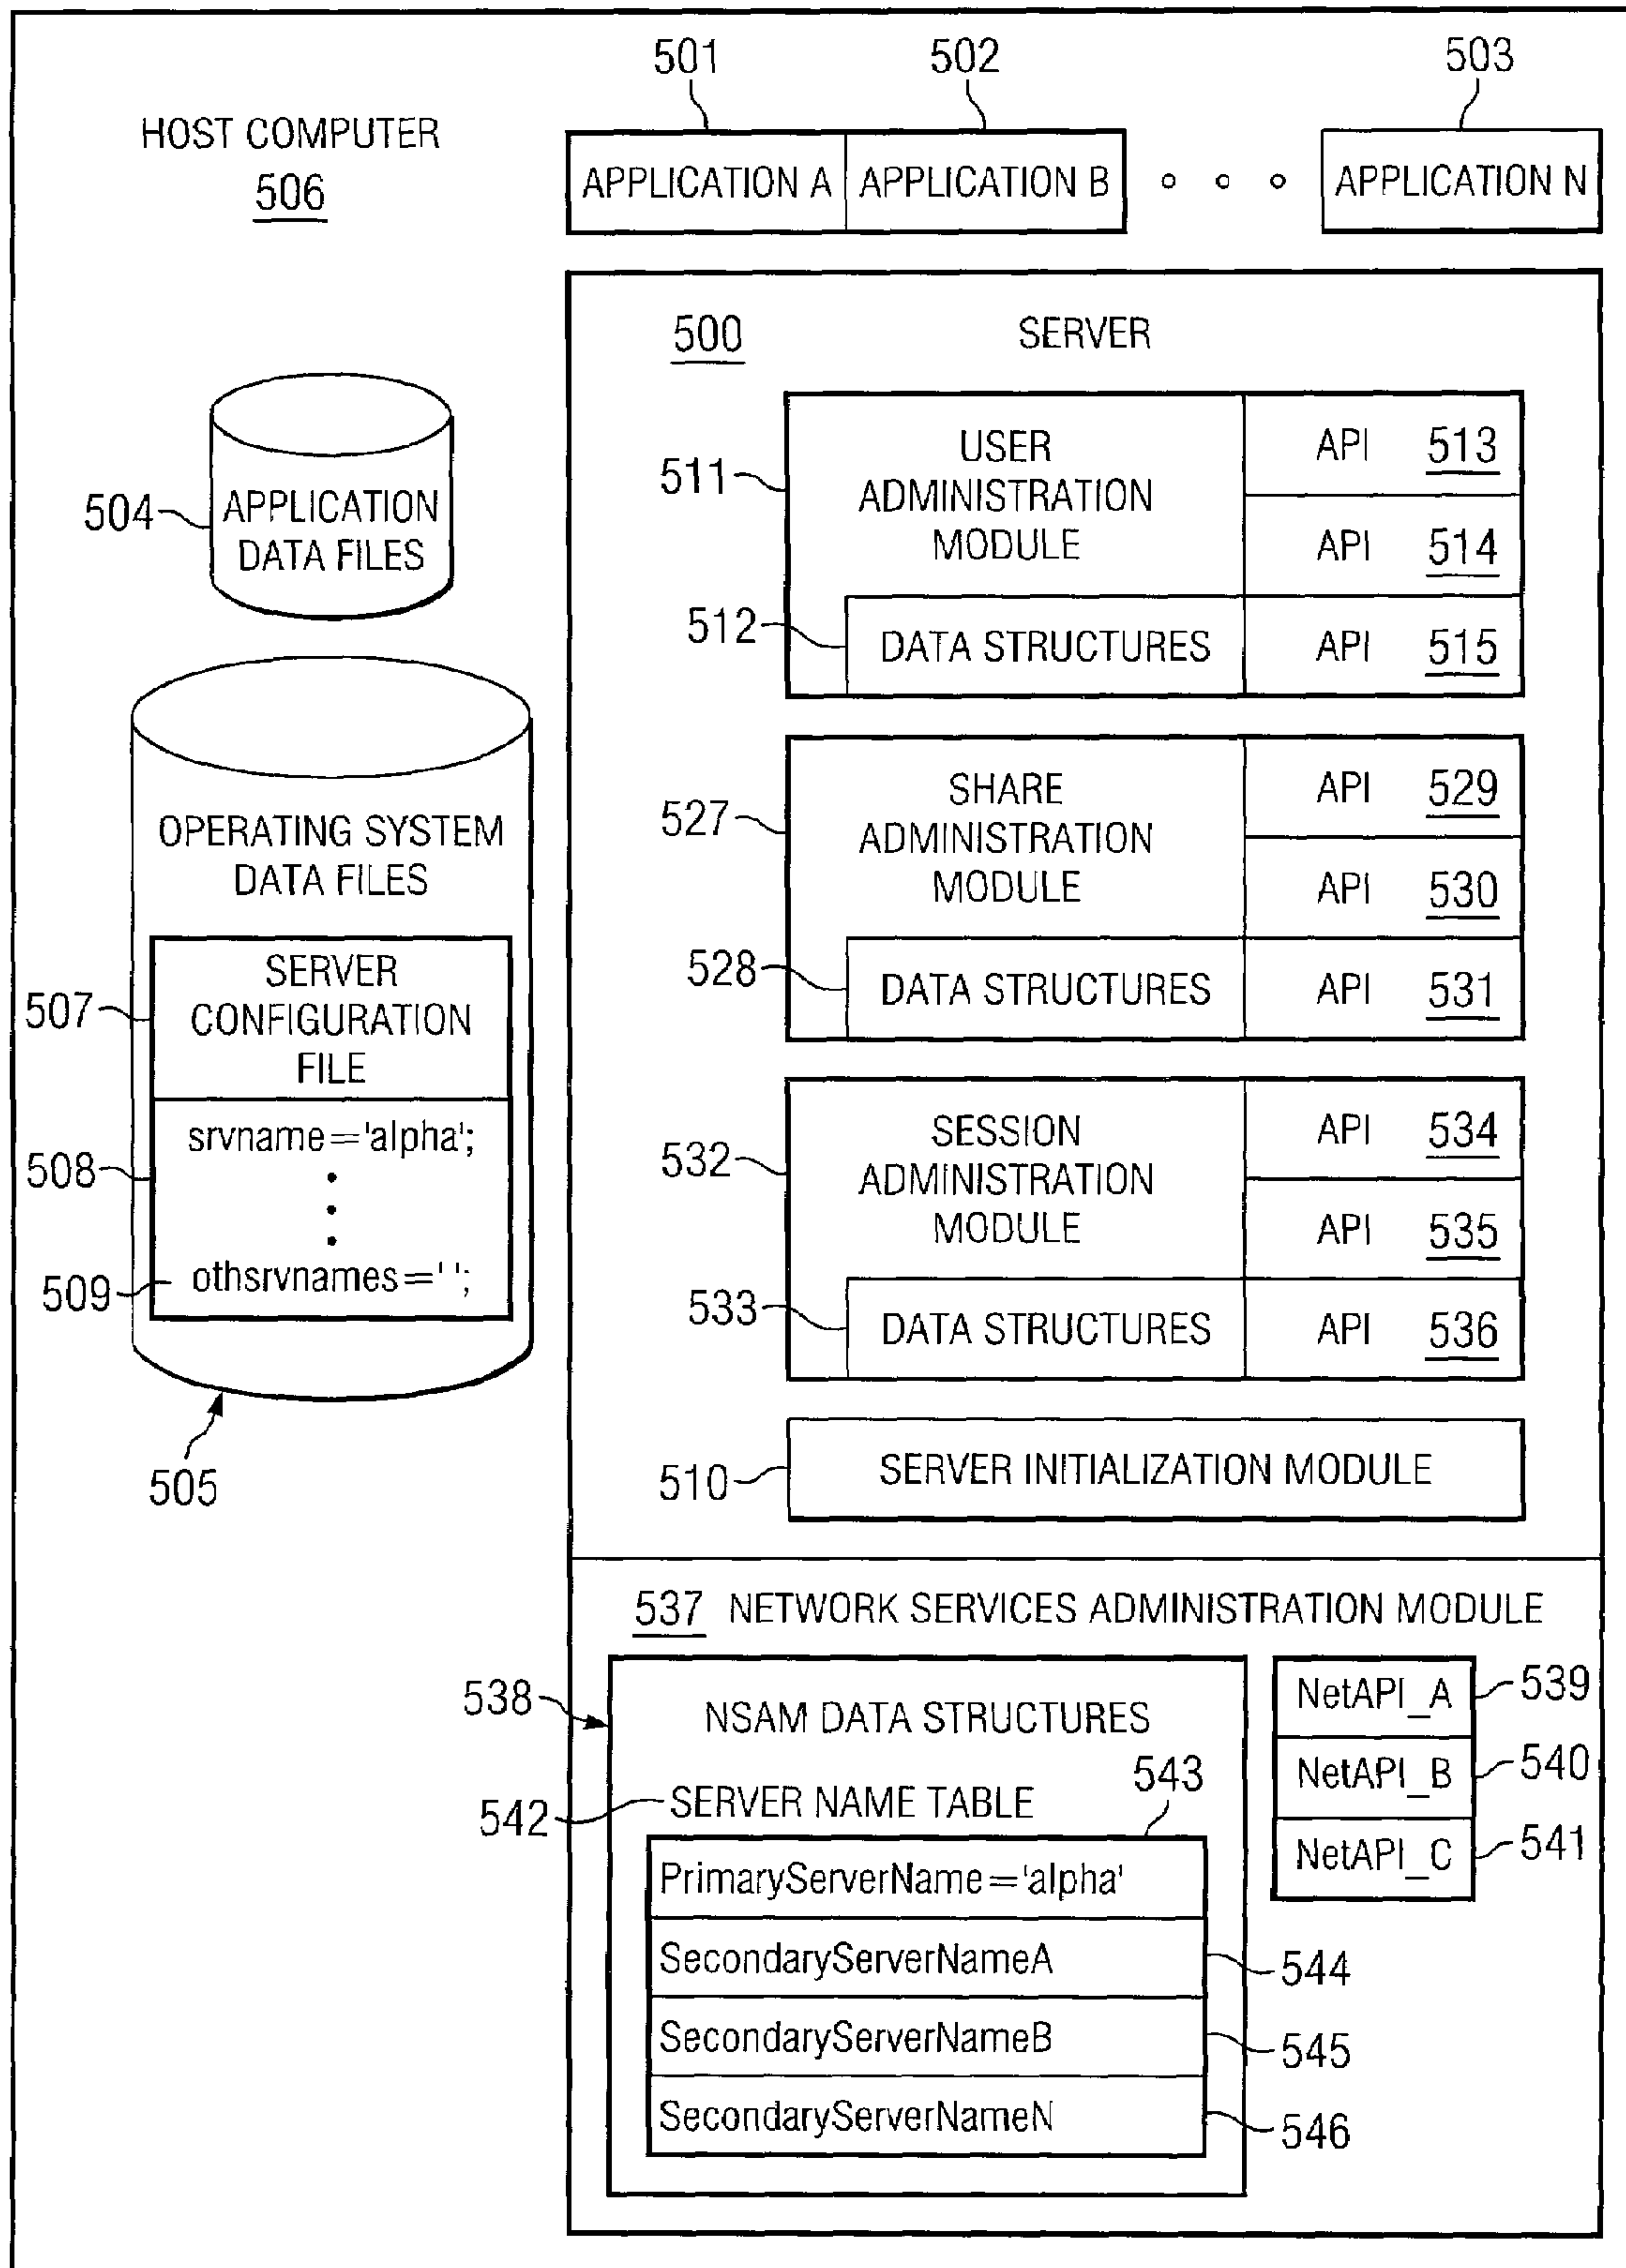 501
502
503
HOST COMPUTER
506
APPLICATION A
APPLICATION B
APPLICATION N
500
SERVER
504
APPLICATION
DATA FILES
511
USER
ADMINISTRATION
MODULE
API 513
API 514
512
DATA STRUCTURES
API 515
OPERATING SYSTEM
DATA FILES
507
SERVER
CONFIGURATION
FILE
508
srvname='alpha';
509
othsrvnames=' ';
505
527
SHARE
ADMINISTRATION
MODULE
API 529
API 530
528
DATA STRUCTURES
API 531
532
SESSION
ADMINISTRATION
MODULE
API 534
API 535
533
DATA STRUCTURES
API 536
510
SERVER INITIALIZATION MODULE
537 NETWORK SERVICES ADMINISTRATION MODULE
538
NSAM DATA STRUCTURES
542
SERVER NAME TABLE
543
PrimaryServerName='alpha'
SecondaryServerNameA
544
SecondaryServerNameB
545
SecondaryServerNameN
546
NetAPI_A
539
NetAPI_B
540
NetAPI_C
541